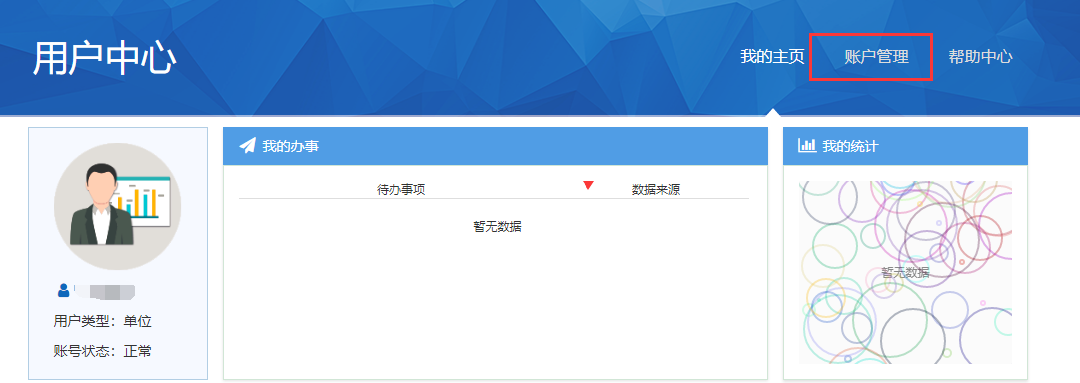 用户中心
我的主页 账户管理 帮助中心
我的办事
待办事项 数据来源
暂无数据
我的统计
暂无数据
用户类型：单位
账号状态：正常